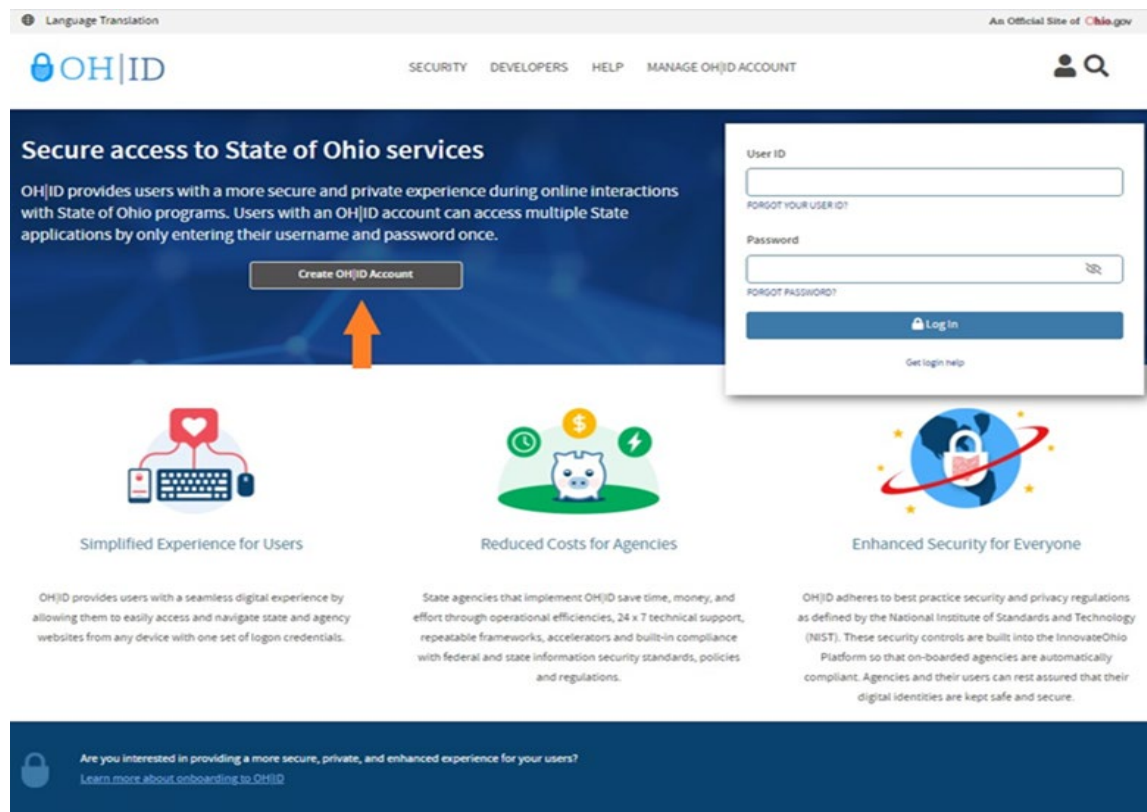 Language Translation
An Official Site of Ohio.gov
OH|ID
SECURITY DEVELOPERS HELP MANAGE OH|ID ACCOUNT
Secure access to State of Ohio services
OH|ID provides users with a more secure and private experience during online interactions
with State of Ohio programs. Users with an OH|ID account can access multiple State
applications by only entering their username and password once.
Create OH|ID Account
User ID
FORGOT YOUR USER ID?
Password
FORGOT PASSWORD?
Log In
Get login help
Simplified Experience for Users
OH|ID provides users with a seamless digital experience by
allowing them to easily access and navigate state and agency
websites from any device with one set of logon credentials.
Reduced Costs for Agencies
State agencies that implement OH|ID save time, money, and
effort through operational efficiencies, 24 x 7 technical support,
repeatable frameworks, accelerators and built-in compliance
with federal and state information security standards, policies
and regulations.
Enhanced Security for Everyone
OH|ID adheres to best practice security and privacy regulations
as defined by the National Institute of Standards and Technology
(NIST). These security controls are built into the InnovateOhio
Platform so that on-boarded agencies are automatically
compliant. Agencies and their users can rest assured that their
digital identities are kept safe and secure.
Are you interested in providing a more secure, private, and enhanced experience for your users?
Learn more about onboarding to OH|ID